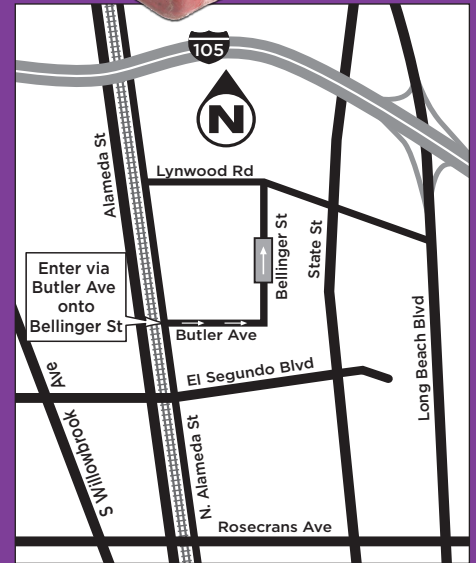 105
N
Alameda St
Lynwood Rd
Bellinger St
State St
Enter via
Butler Ave
onto
Bellinger St
Butler Ave
Long Beach Blvd
El Segundo Blvd
S Willowbrook Ave
N. Alameda St
Rosecrans Ave